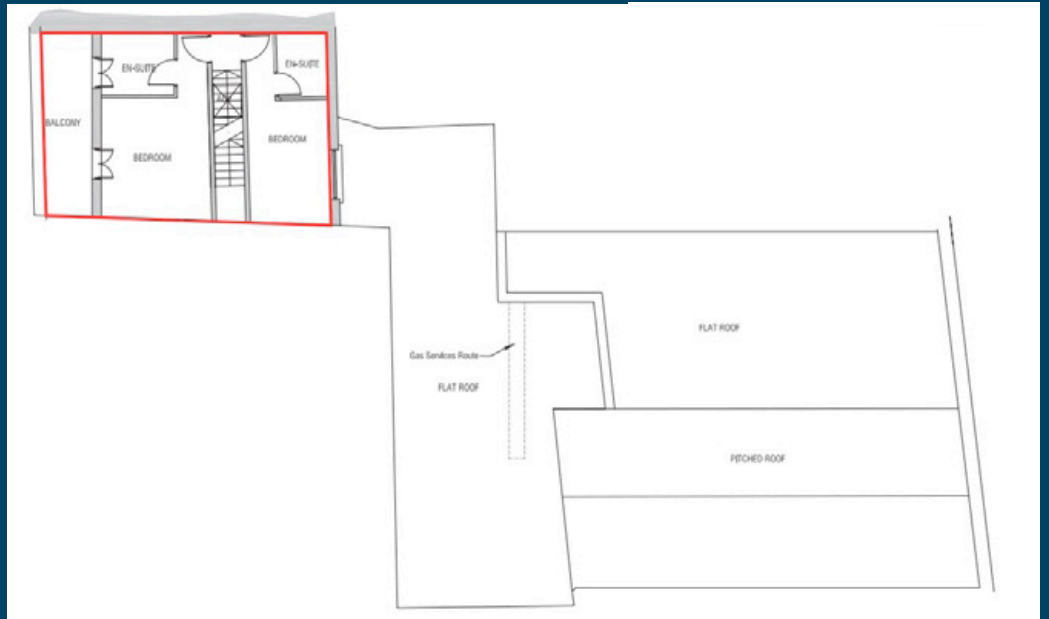 EN-SUITE
EN-SUITE
BALCONY
BEDROOM
BEDROOM
FLAT ROOF
Gas Services Route
FLAT ROOF
PITCHED ROOF